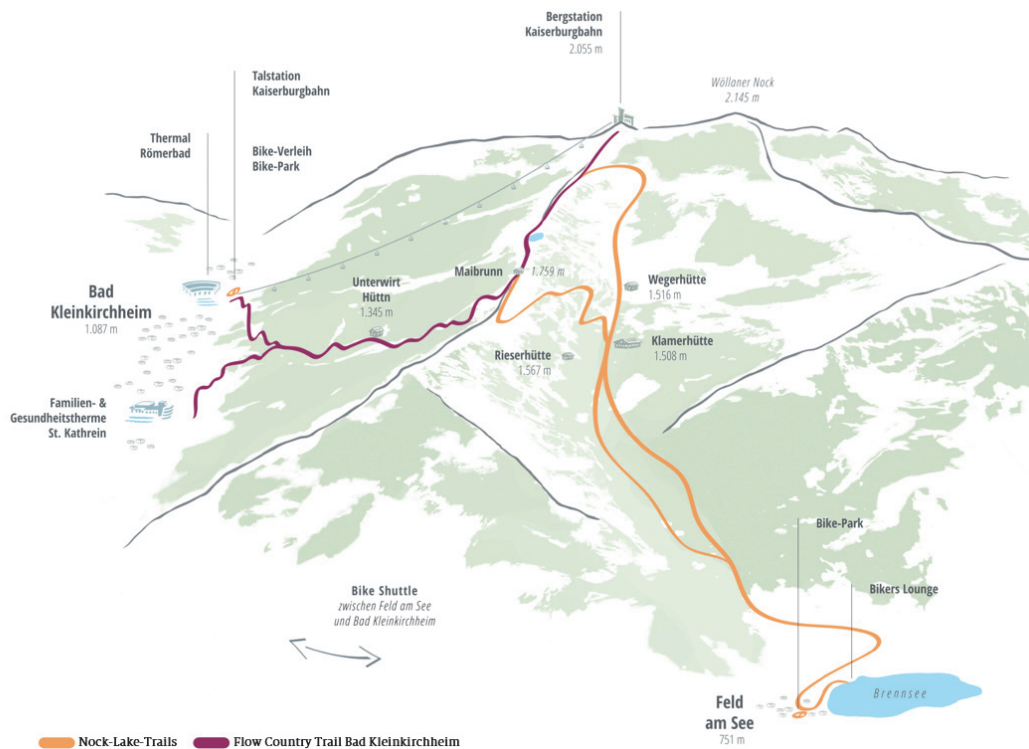 Bergstation
Kaiserburgbahn
2.055 m
Wöllaner Nock
2.145 m
Talstation
Kaiserburgbahn
Thermal
Römerbad
Bike-Verleih
Bike-Park
Maibrunn
1.759 m
Unterwirt
Hüttn
1.345 m
Wegerhütte
1.516 m
Bad
Kleinkirchheim
1.087 m
Klamerhütte
1.508 m
Rieserhütte
1.567 m
Familien- &
Gesundheitstherme
St. Kathrein
Bike-Park
Bikers Lounge
Bike Shuttle
zwischen Feld am See
und Bad Kleinkirchheim
Brennsee
Feld
am See
751 m
Nock-Lake-Trails
Flow Country Trail Bad Kleinkirchheim